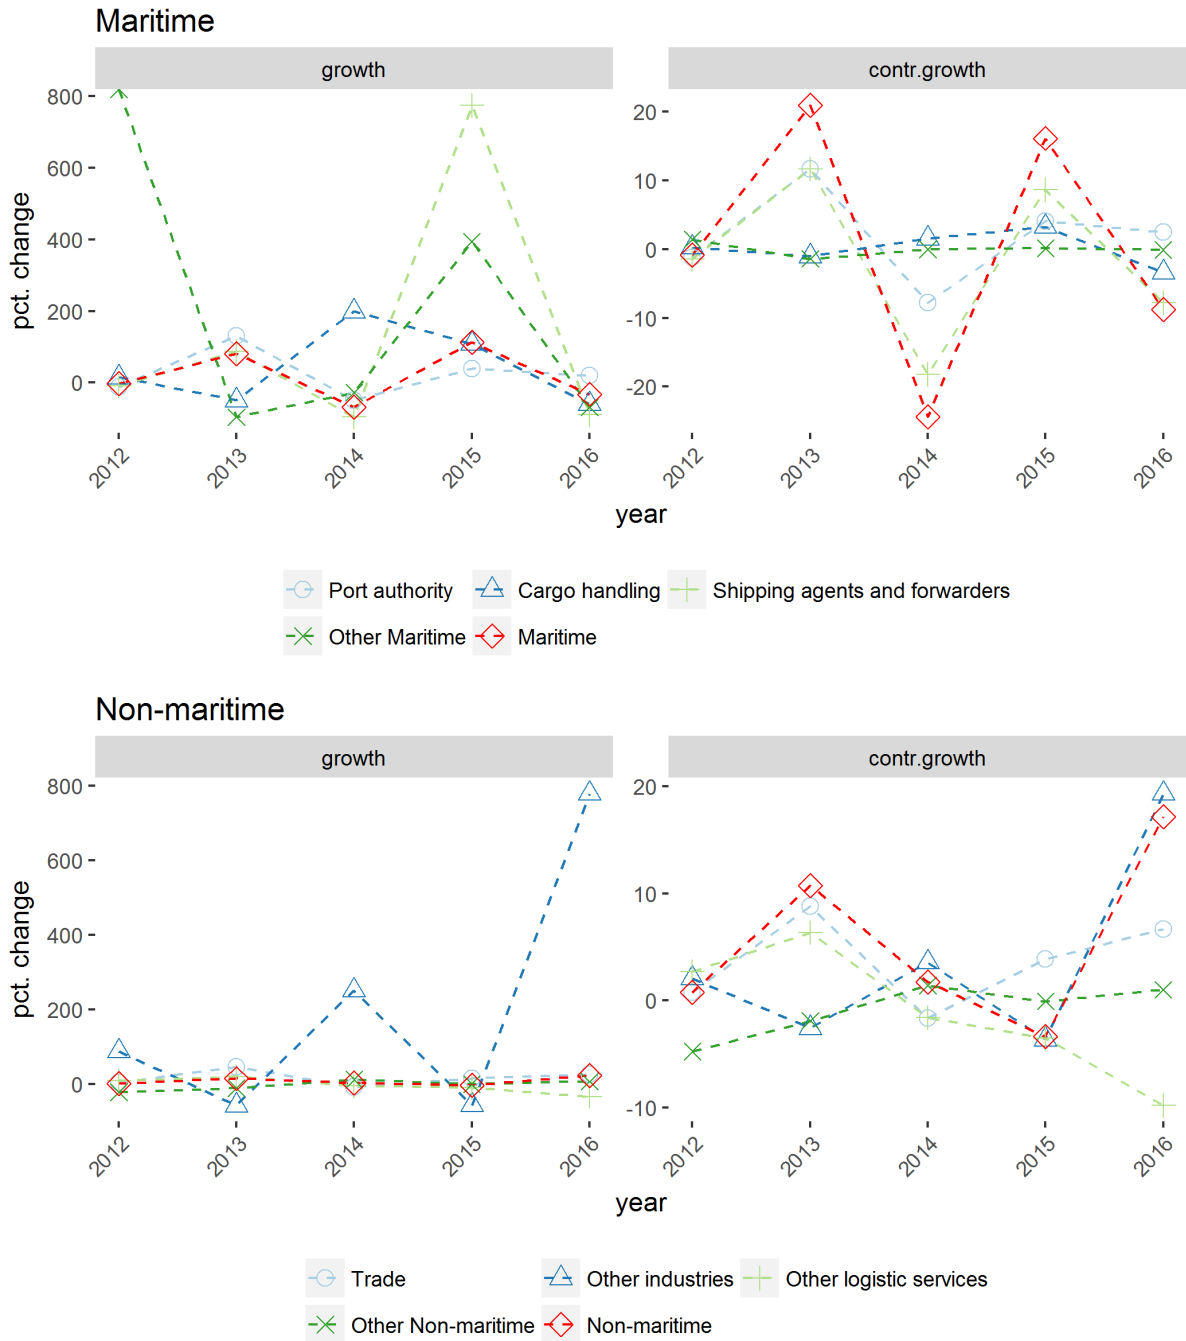 Maritime
growth
contr.growth
pct. change
800
600
400
200
0
20
10
0
-10
-20
2012
2013
2014
2015
2016
2012
2013
2014
2015
2016
year
Port authority
Cargo handling
Shipping agents and forwarders
Other Maritime
Maritime
Non-maritime
growth
contr.growth
pct. change
800
600
400
200
0
20
10
0
-10
2012
2013
2014
2015
2016
2012
2013
2014
2015
2016
year
Trade
Other industries
Other logistic services
Other Non-maritime
Non-maritime